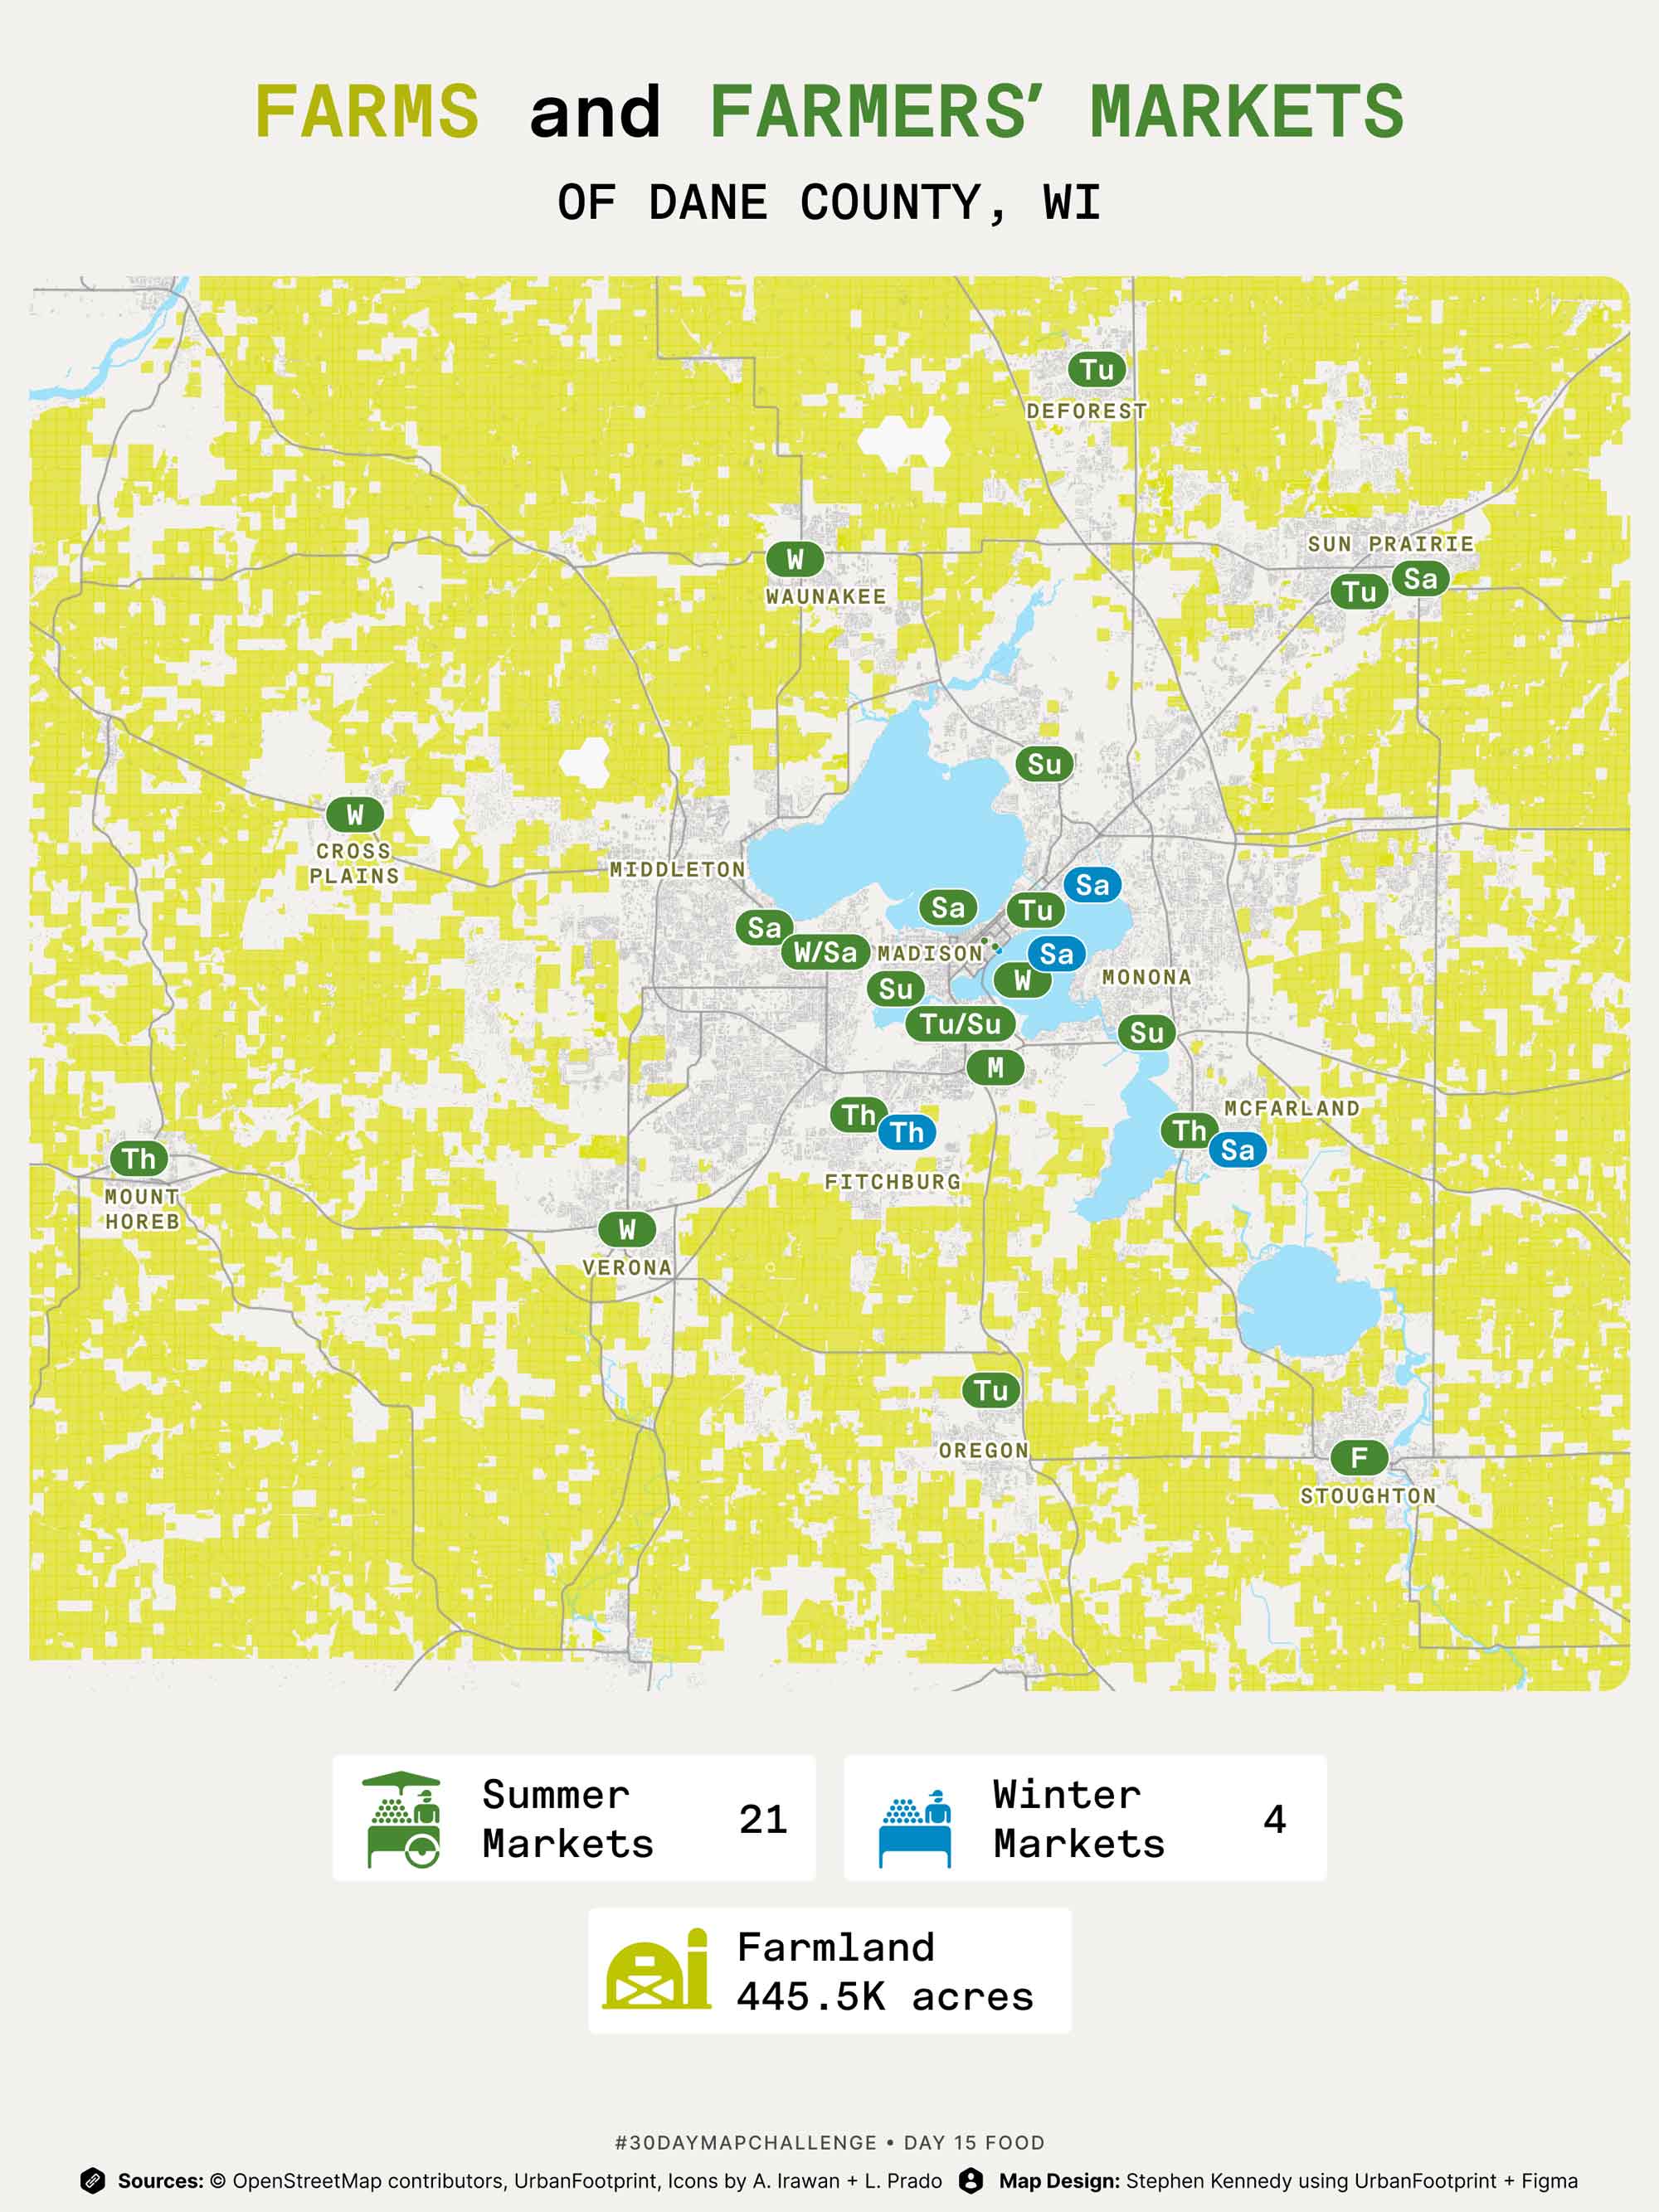 FARMS and FARMERS’ MARKETS
OF DANE COUNTY, WI
Tu
DEFOREST
SUN PRAIRIE
Tu
Sa
W
WAUNAKEE
Su
W
CROSS
PLAINS
MIDDLETON
Sa
Sa
Tu
Sa
W/Sa
MADISON
Sa
W
MONONA
Su
Tu/Su
Su
M
Th
Th
MCFARLAND
Th
Sa
FITCHBURG
Th
MOUNT
HOREB
W
VERONA
Tu
OREGON
F
STOUGHTON
Summer
Markets
21
Winter
Markets
4
Farmland
445.5K acres
#30DAYMAPCHALLENGE • DAY 15 FOOD
Sources: © OpenStreetMap contributors, UrbanFootprint, Icons by A. Irawan + L. Prado
Map Design: Stephen Kennedy using UrbanFootprint + Figma